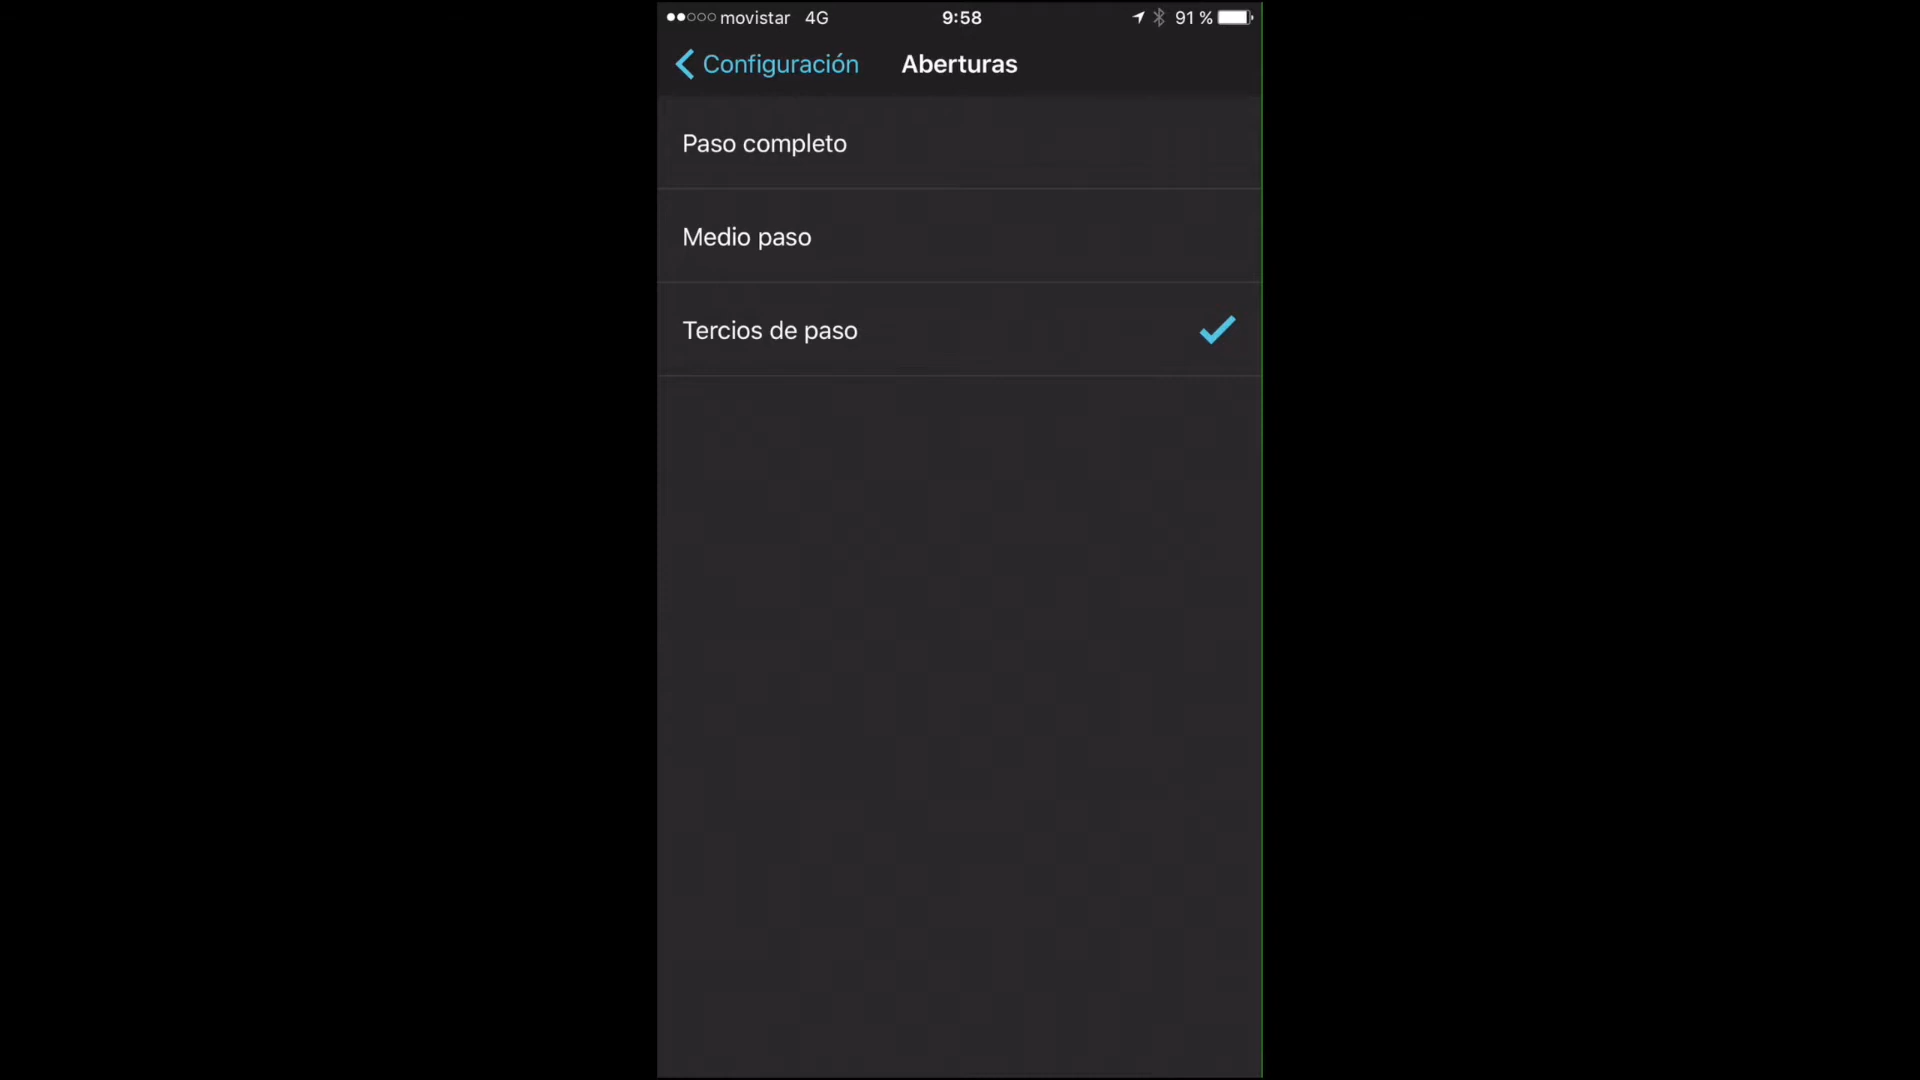 movistar 4G 9:58 91 %
Configuración Aberturas
Paso completo
Medio paso
Tercios de paso